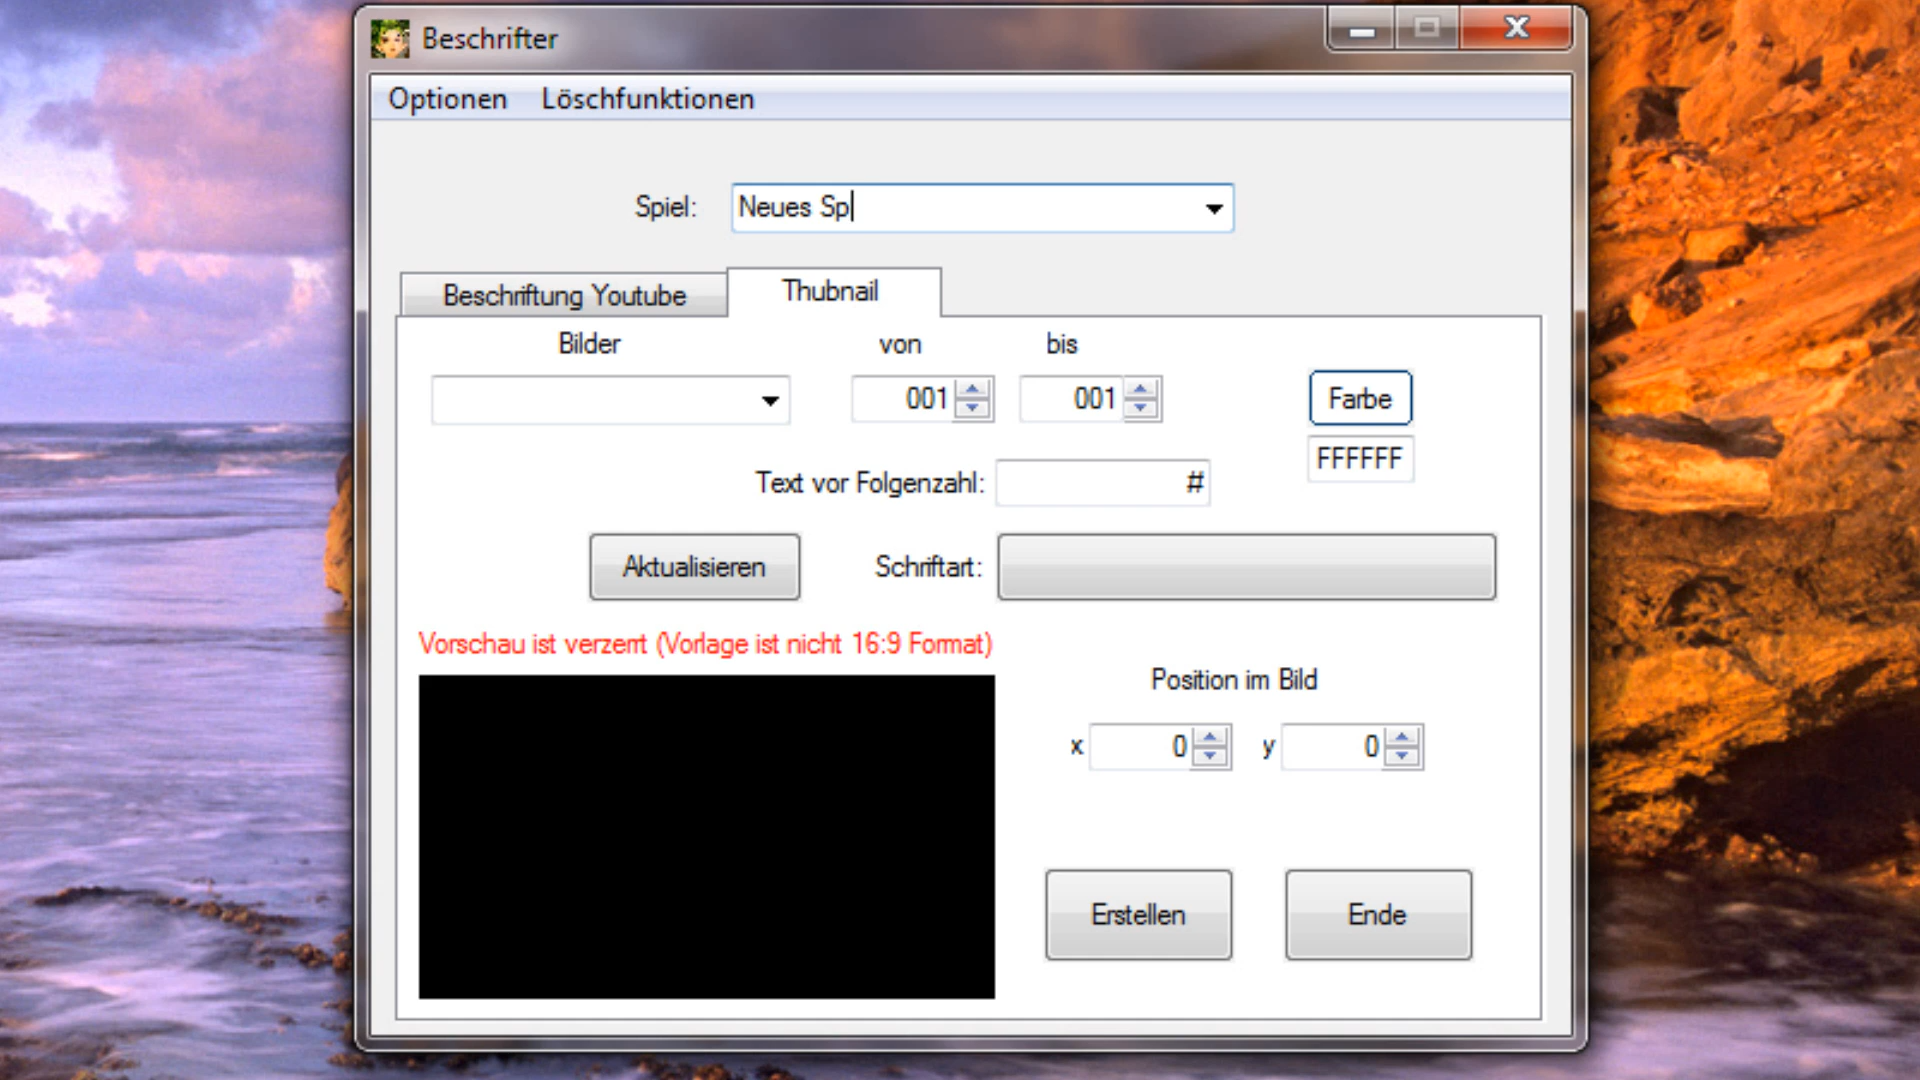 Beschrifter
Optionen Löschfunktionen
Spiel: Neues Sp
Beschriftung Youtube Thubnail
Bilder von bis
001 001 Farbe
FFFFFF
Text vor Folgenzahl: #
Aktualisieren Schriftart:
Vorschau ist verzerrt (Vorlage ist nicht 16:9 Format)
Position im Bild
x 0 y 0
Erstellen Ende